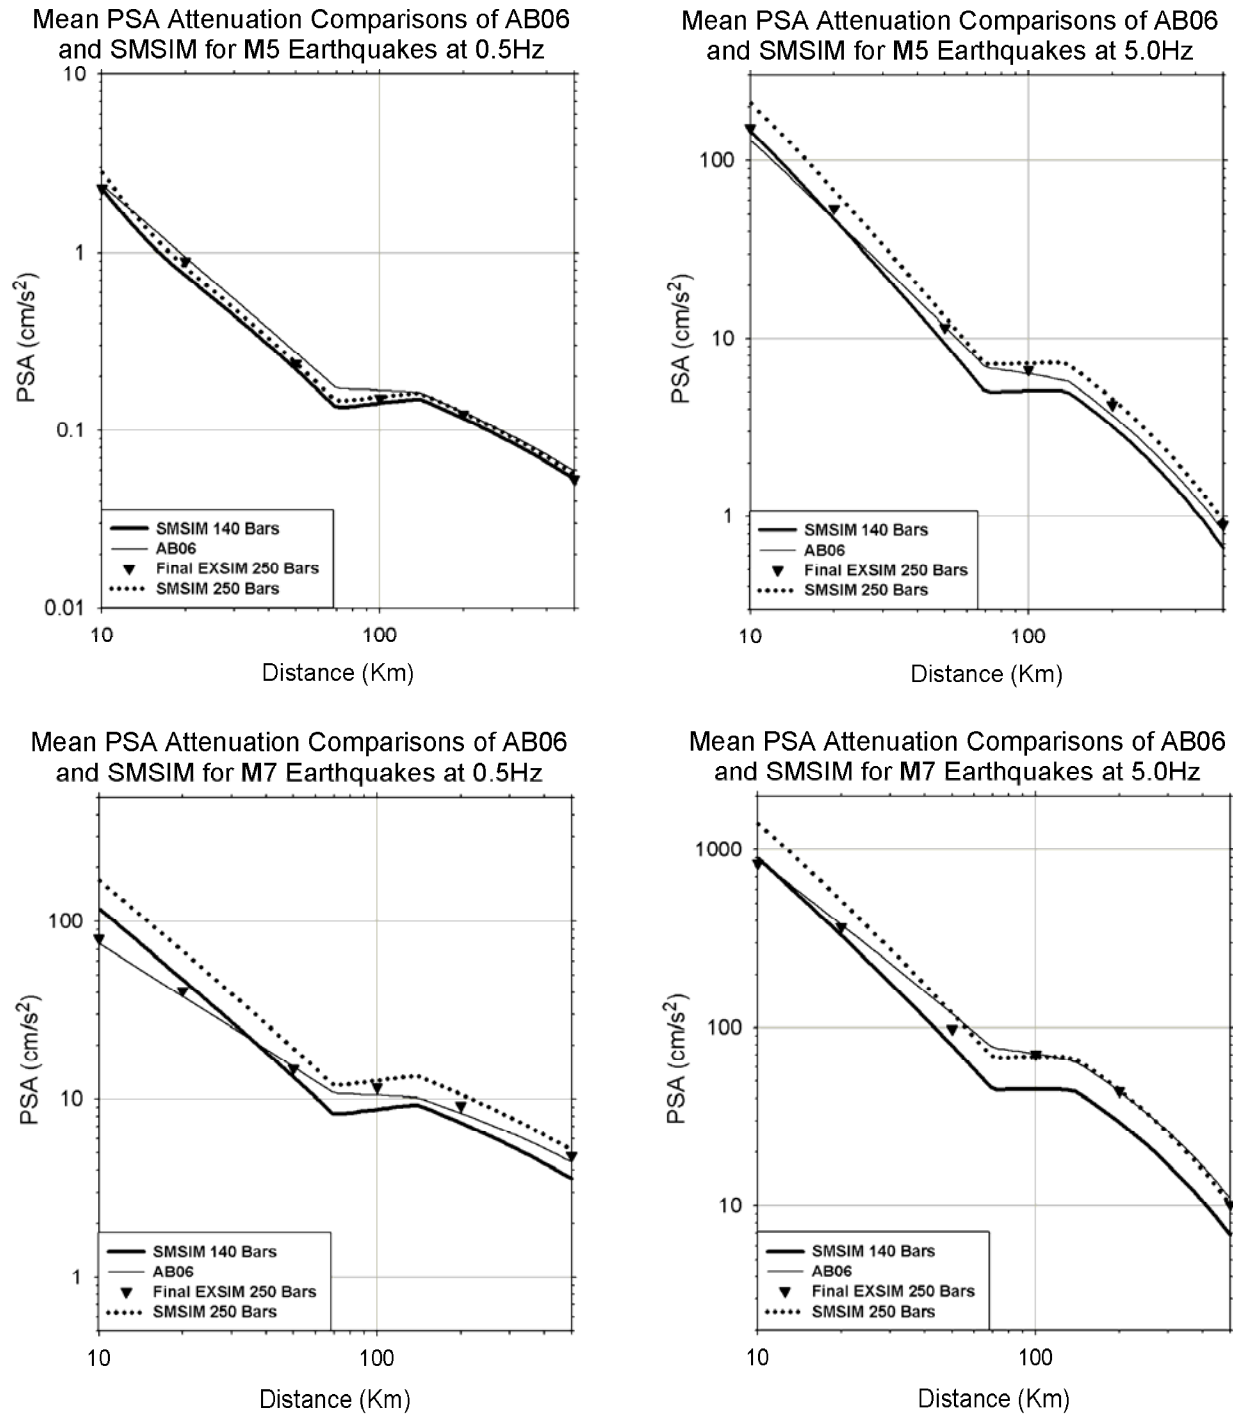 Mean PSA Attenuation Comparisons of AB06
and SMSIM for M5 Earthquakes at 0.5Hz
10
1
0.1
0.01
PSA (cm/s²)
SMSIM 140 Bars
AB06
Final EXSIM 250 Bars
SMSIM 250 Bars
10
100
Distance (Km)
Mean PSA Attenuation Comparisons of AB06
and SMSIM for M5 Earthquakes at 5.0Hz
100
10
1
PSA (cm/s²)
SMSIM 140 Bars
AB06
Final EXSIM 250 Bars
SMSIM 250 Bars
10
100
Distance (Km)
Mean PSA Attenuation Comparisons of AB06
and SMSIM for M7 Earthquakes at 0.5Hz
100
10
1
PSA (cm/s²)
SMSIM 140 Bars
AB06
Final EXSIM 250 Bars
SMSIM 250 Bars
10
100
Distance (Km)
Mean PSA Attenuation Comparisons of AB06
and SMSIM for M7 Earthquakes at 5.0Hz
1000
100
10
PSA (cm/s²)
SMSIM 140 Bars
AB06
Final EXSIM 250 Bars
SMSIM 250 Bars
10
100
Distance (Km)